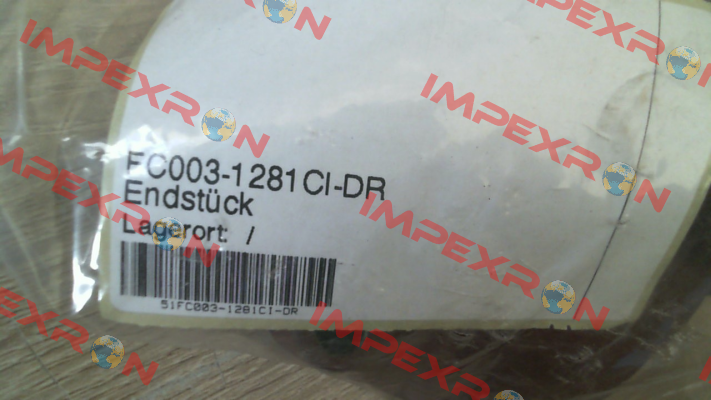 IMPEXRON
IMPEXRON
FC003-1281CI-DR
Endstück
Lagerort: /
51FC003-1281CI-DR
IMPEXRON
IMPEXRON
IMPEXRON
IMPEXRON